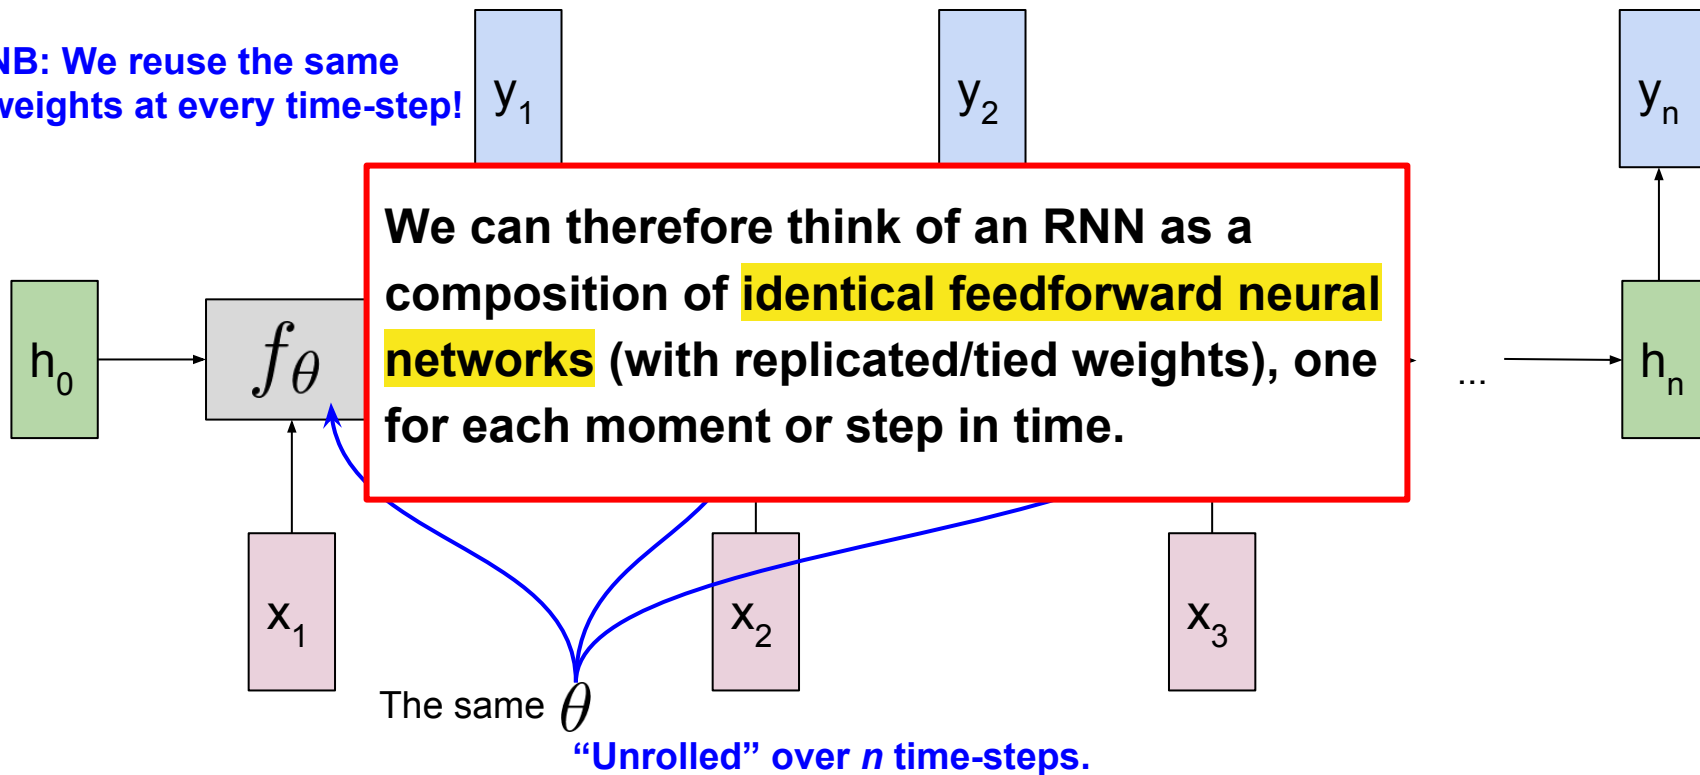 NB: We reuse the same
weights at every time-step!
y1
y2
yn
We can therefore think of an RNN as a
composition of identical feedforward neural
networks (with replicated/tied weights), one
for each moment or step in time.
h0
fθ
...
hn
x1
x2
x3
The same θ
“Unrolled” over n time-steps.